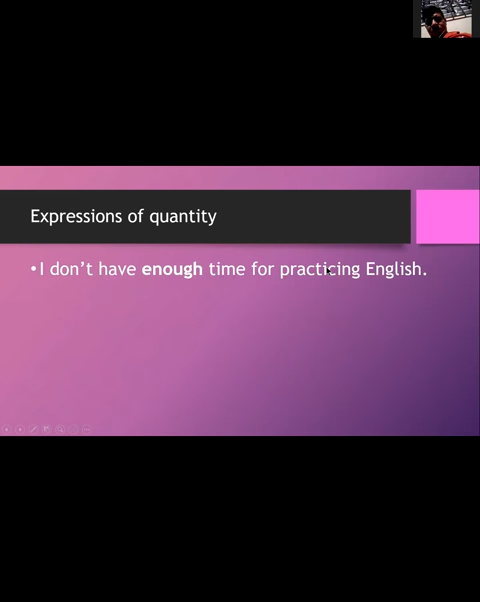 Expressions of quantity
•I don't have enough time for practicing English.